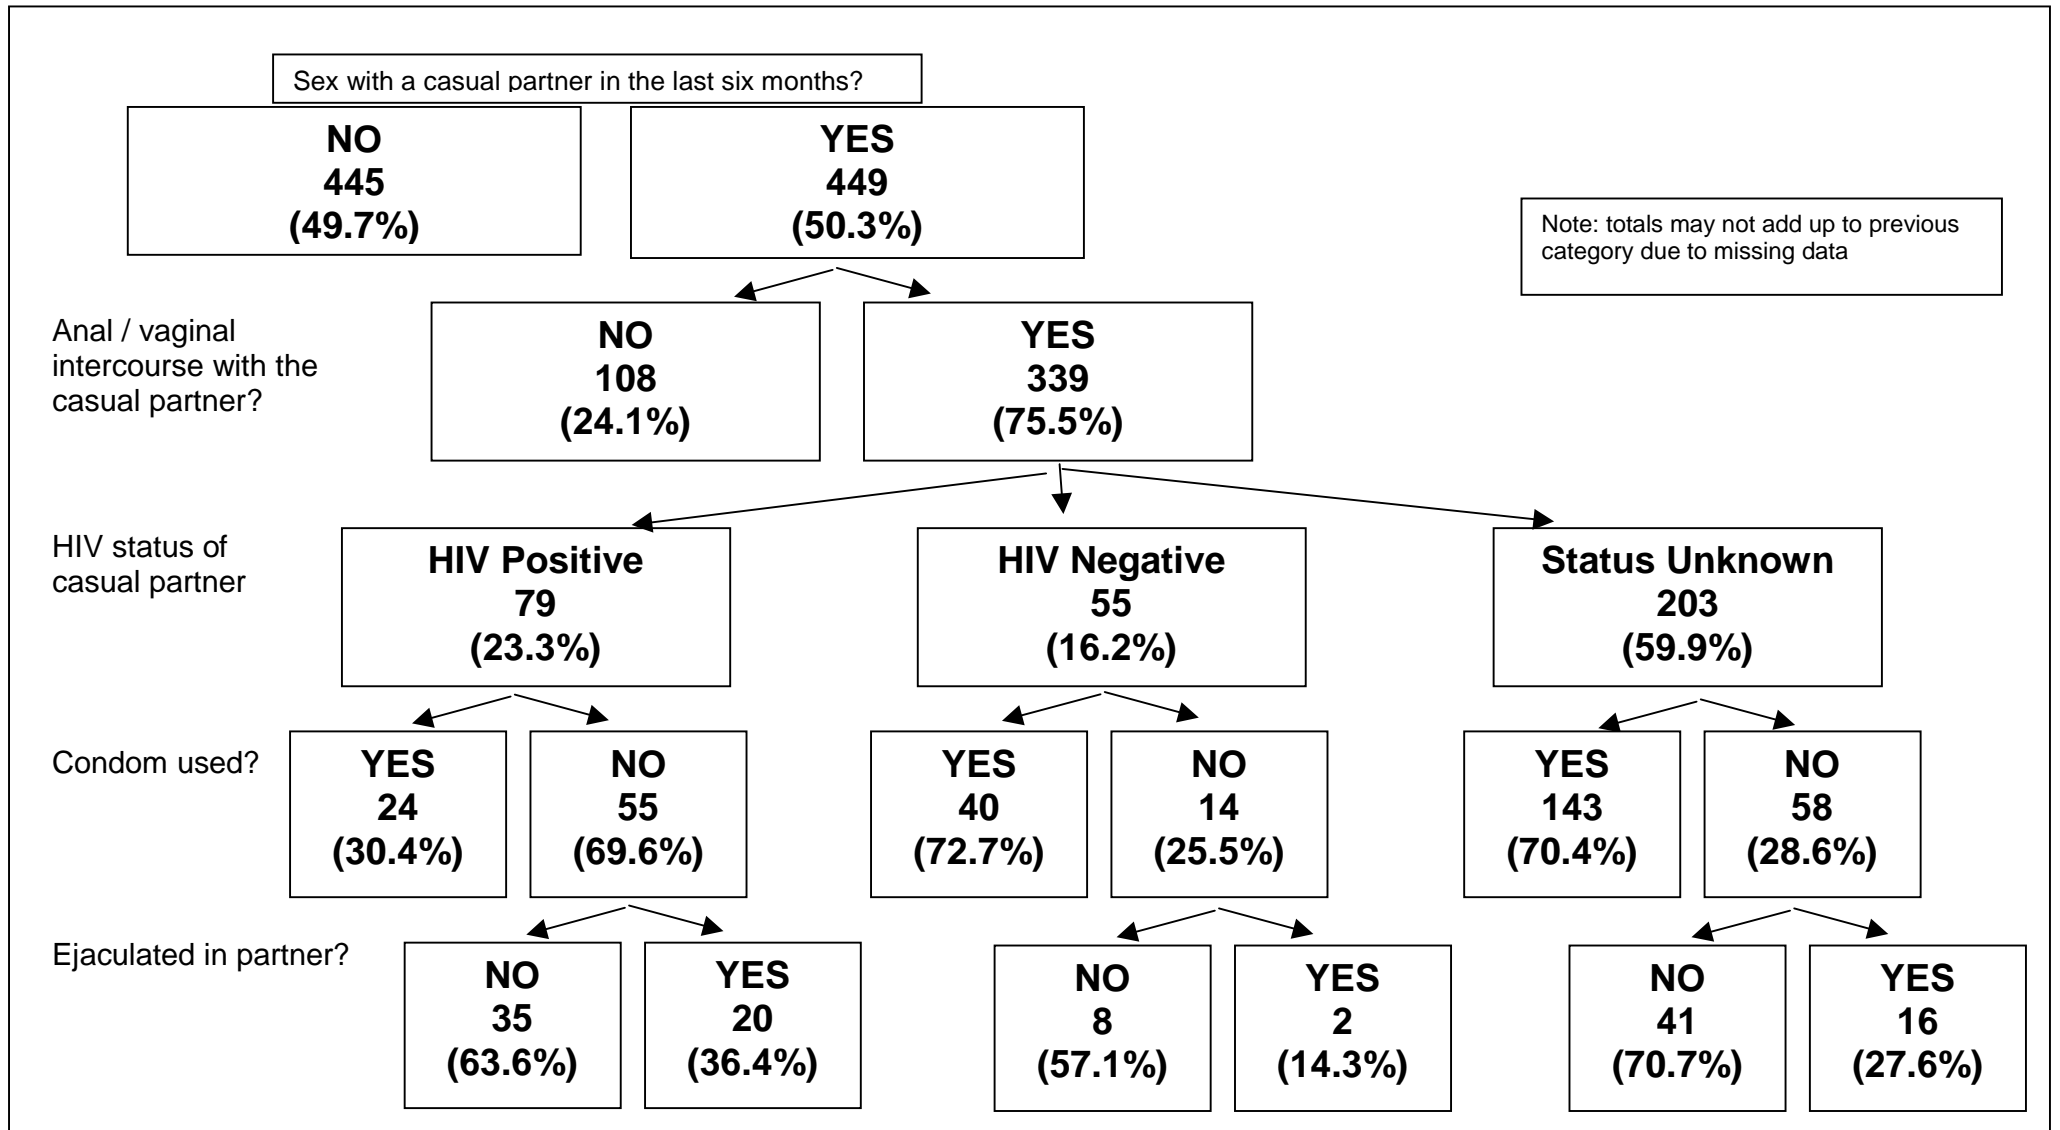 Sex with a casual partner in the last six months?
NO
445
(49.7%)
YES
449
(50.3%)
Note: totals may not add up to previous
category due to missing data
Anal / vaginal
intercourse with the
casual partner?
NO
108
(24.1%)
YES
339
(75.5%)
HIV status of
casual partner
HIV Positive
79
(23.3%)
HIV Negative
55
(16.2%)
Status Unknown
203
(59.9%)
Condom used?
YES
24
(30.4%)
NO
55
(69.6%)
YES
40
(72.7%)
NO
14
(25.5%)
YES
143
(70.4%)
NO
58
(28.6%)
Ejaculated in partner?
NO
35
(63.6%)
YES
20
(36.4%)
NO
8
(57.1%)
YES
2
(14.3%)
NO
41
(70.7%)
YES
16
(27.6%)